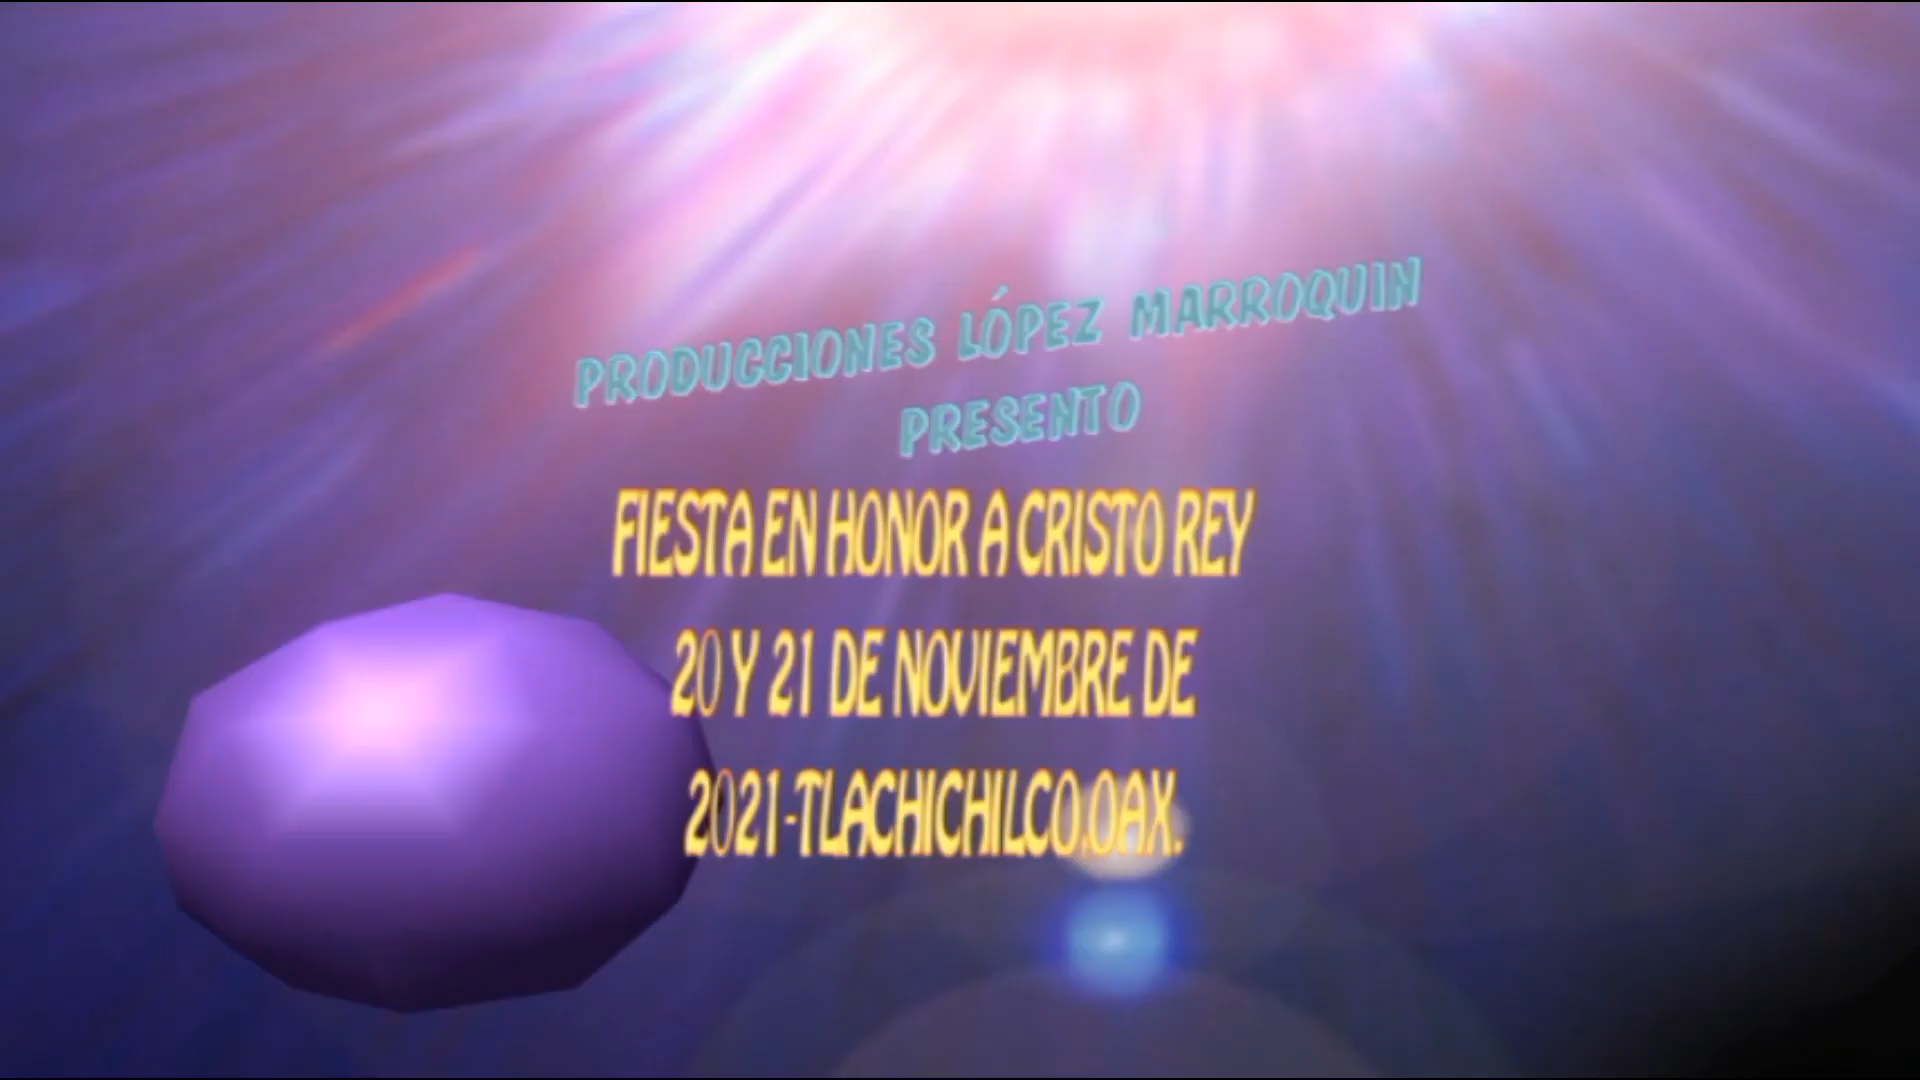 PRODUCCIONES LÓPEZ MARROQUIN
PRESENTO
FIESTA EN HONOR A CRISTO REY
20 Y 21 DE NOVIEMBRE DE
2021-TLACHICHILCO,OAX.